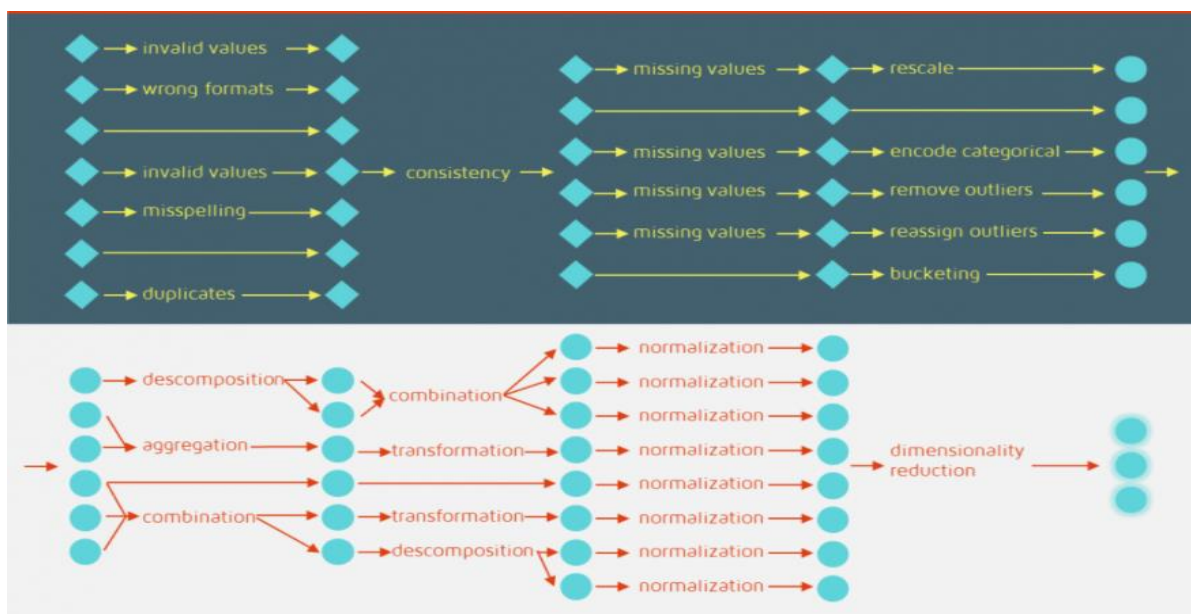 invalid values
wrong formats
invalid values
misspelling
duplicates
consistency
missing values
missing values
missing values
missing values
rescale
encode categorical
remove outliers
reassign outliers
bucketing
descomposition
aggregation
combination
combination
transformation
transformation
descomposition
normalization
normalization
normalization
normalization
normalization
normalization
normalization
normalization
dimensionality
reduction